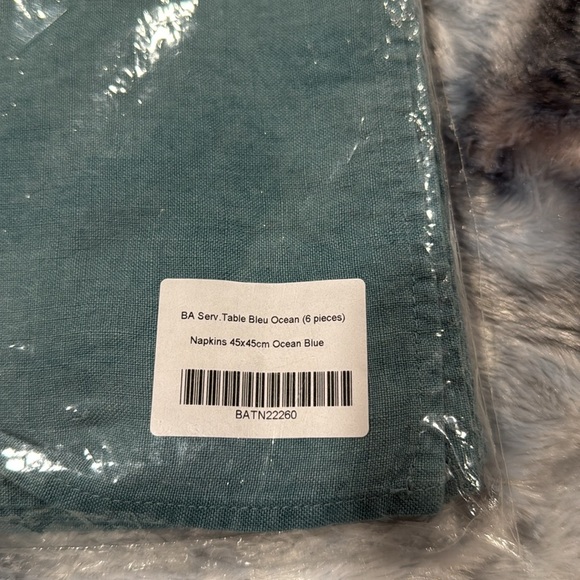 BA Serv.Table Bleu Ocean (6 pieces)
Napkins 45x45cm Ocean Blue
BATN22260